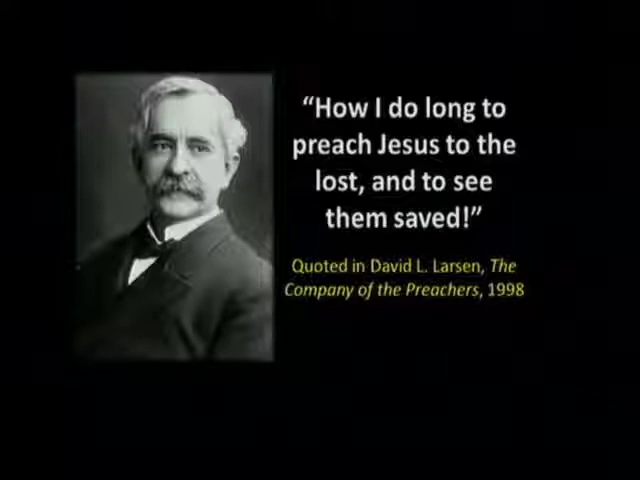 “How I do long to
preach Jesus to the
lost, and to see
them saved!”
Quoted in David L. Larsen, The
Company of the Preachers, 1998